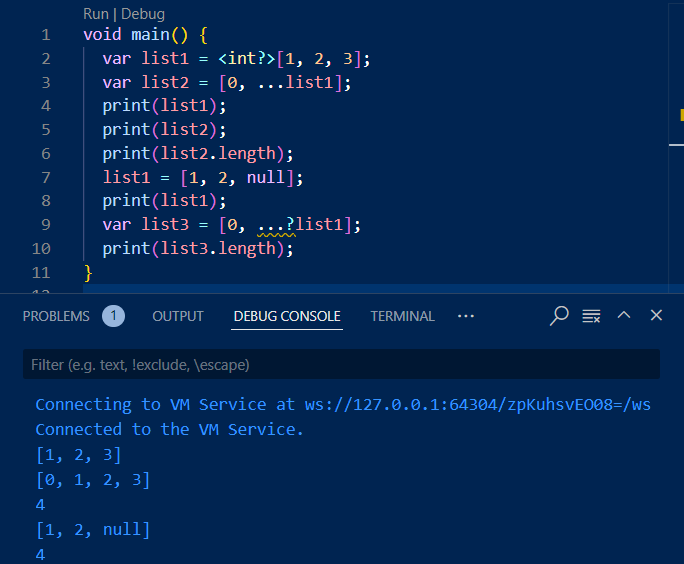 Run | Debug
1 void main() {
2 var list1 = <int?>[1, 2, 3];
3 var list2 = [0, ...list1];
4 print(list1);
5 print(list2);
6 print(list2.length);
7 list1 = [1, 2, null];
8 print(list1);
9 var list3 = [0, ...?list1];
10 print(list3.length);
11 }
12
PROBLEMS 1 OUTPUT DEBUG CONSOLE TERMINAL ...
Filter (e.g. text, !exclude, \escape)
Connecting to VM Service at ws://127.0.0.1:64304/zpKuhsvEO08=/ws
Connected to the VM Service.
[1, 2, 3]
[0, 1, 2, 3]
4
[1, 2, null]
4